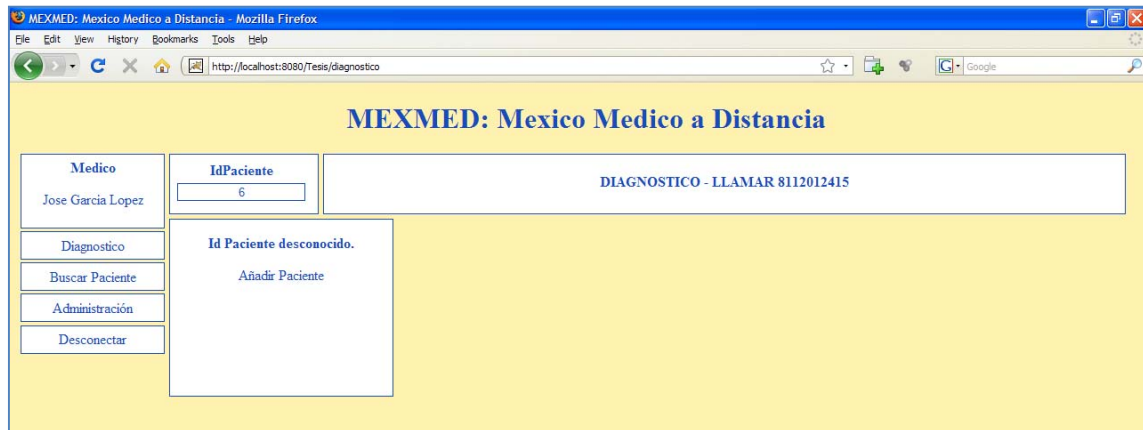 MEXMED: Mexico Medico a Distancia - Mozilla Firefox
File Edit View History Bookmarks Tools Help
http://localhost:8080/Tesis/diagnostico
G Google
MEXMED: Mexico Medico a Distancia
Medico
Jose Garcia Lopez
IdPaciente
6
DIAGNOSTICO - LLAMAR 8112012415
Diagnostico
Buscar Paciente
Administración
Desconectar
Id Paciente desconocido.
Añadir Paciente